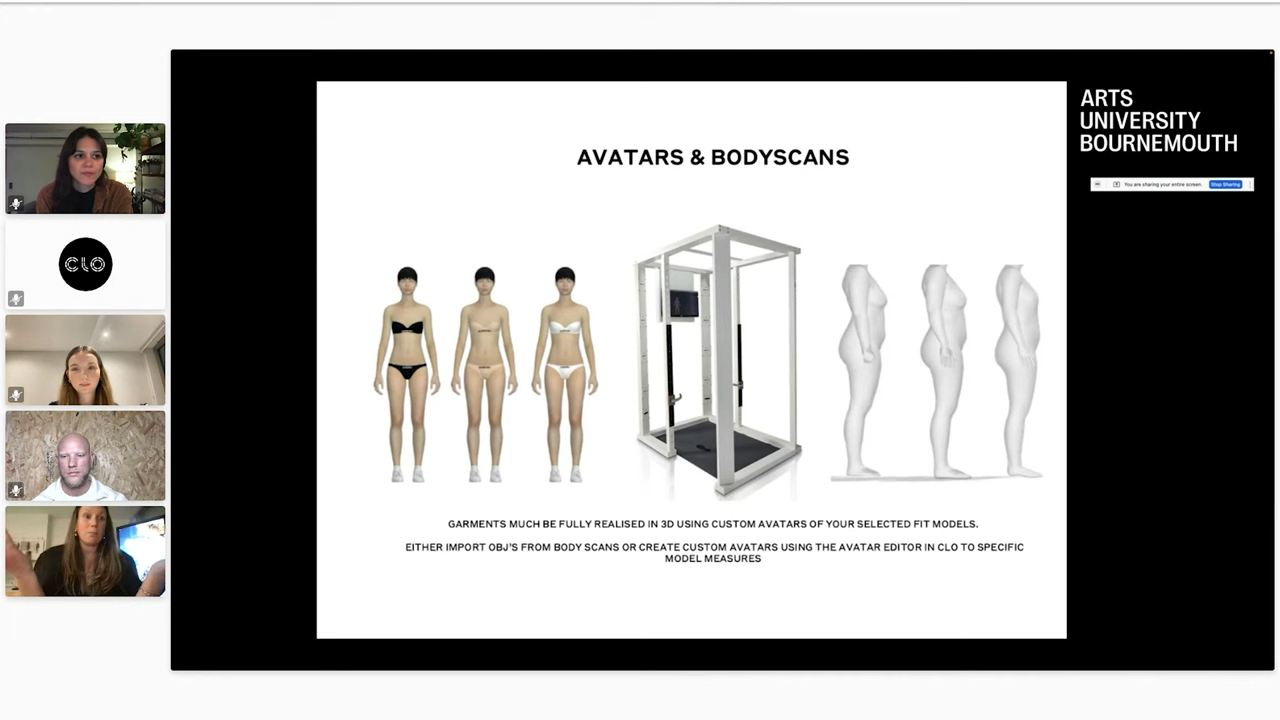 ARTS
UNIVERSITY
BOURNEMOUTH
You are sharing your entire screen.
Stop Sharing
CLO
AVATARS & BODYSCANS
GARMENTS MUCH BE FULLY REALISED IN 3D USING CUSTOM AVATARS OF YOUR SELECTED FIT MODELS.
EITHER IMPORT OBJ'S FROM BODY SCANS OR CREATE CUSTOM AVATARS USING THE AVATAR EDITOR IN CLO TO SPECIFIC
MODEL MEASURES